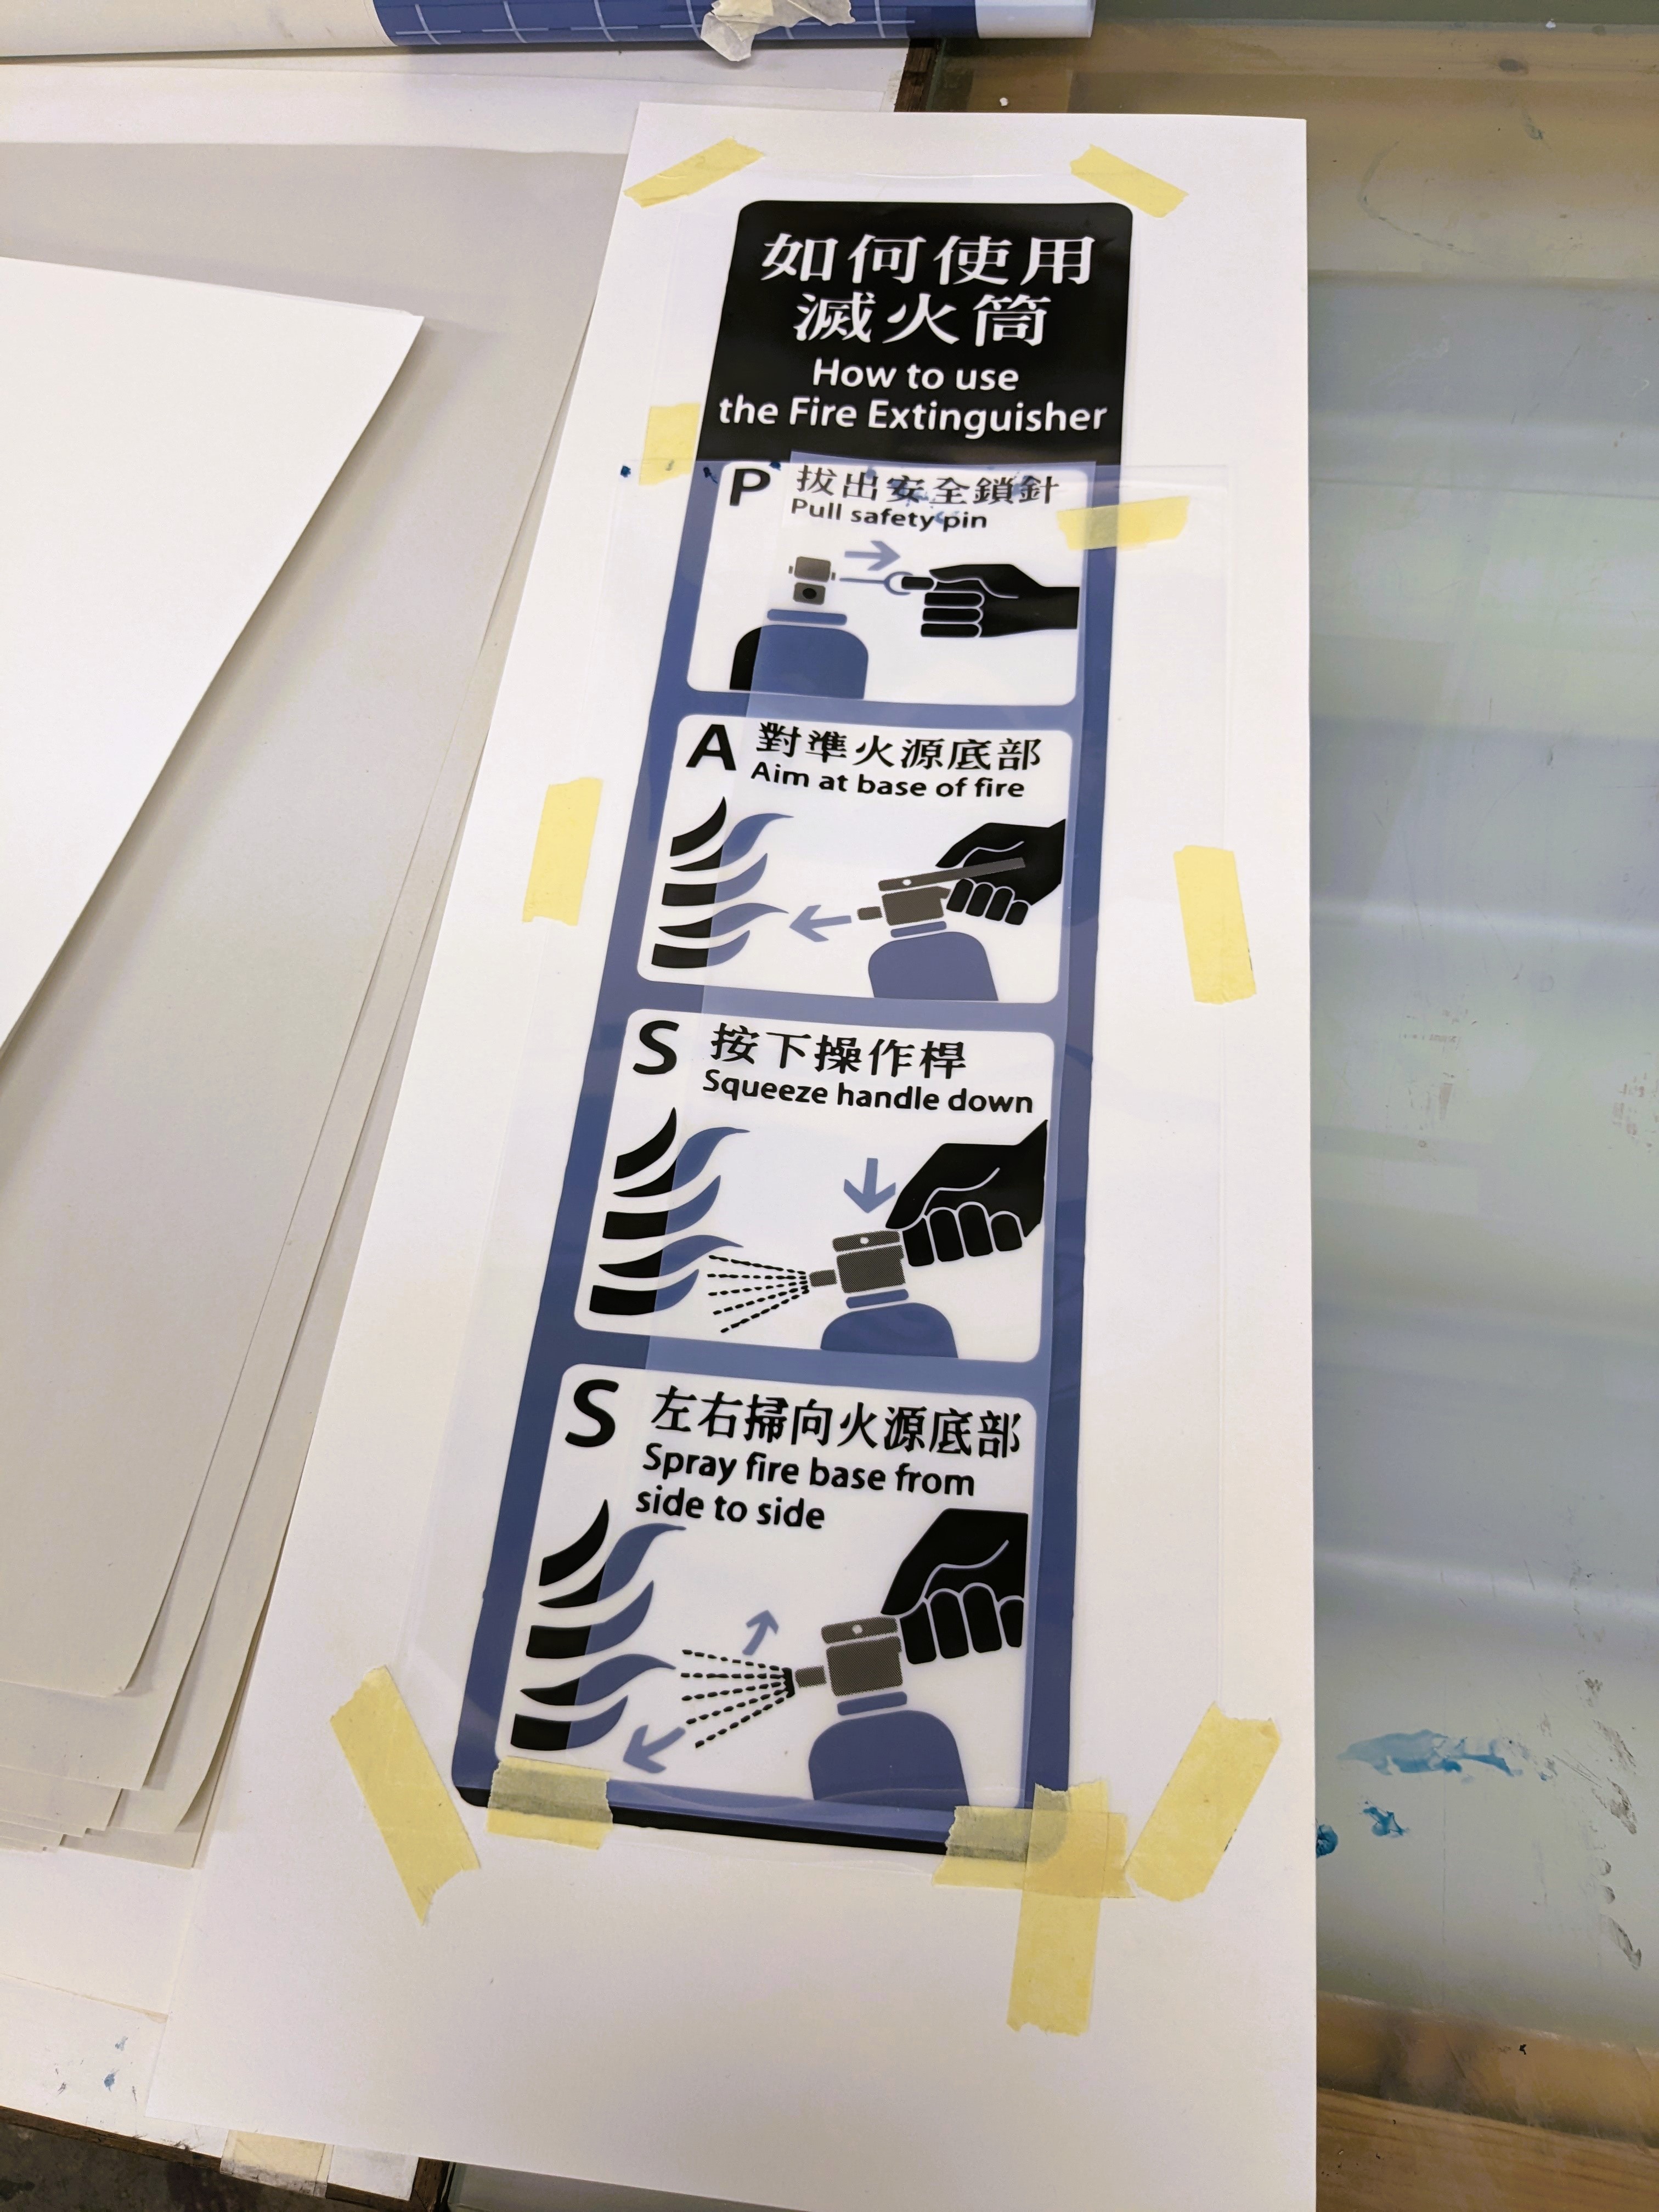 如何使用
滅火筒
How to use
the Fire Extinguisher
P
拔出安全鎖針
Pull safety pin
A
對準火源底部
Aim at base of fire
S
按下操作桿
Squeeze handle down
S
左右掃向火源底部
Spray fire base from
side to side